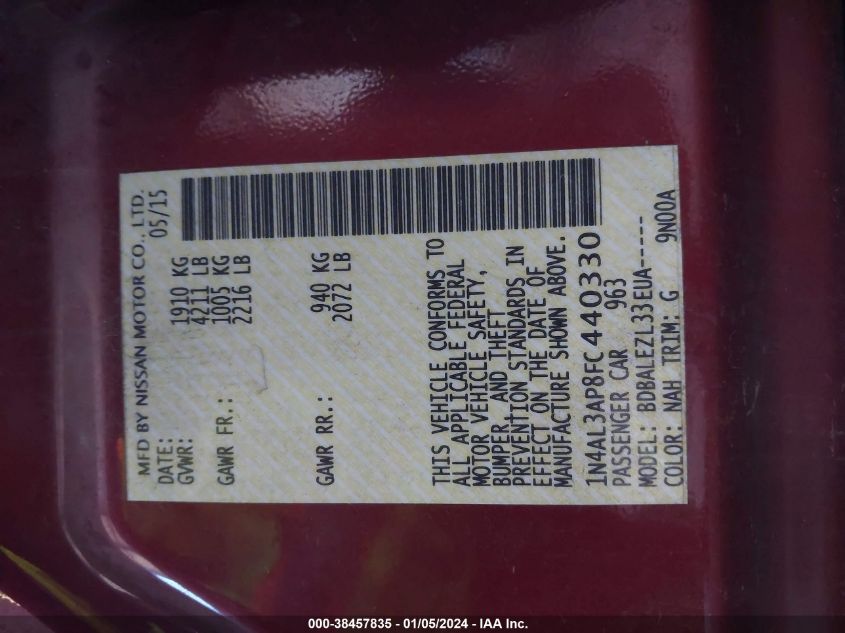 MFD BY NISSAN MOTOR CO., LTD.
DATE: 05/15
GVWR: 1910 KG
4211 LB
GAWR FR.: 1005 KG
2216 LB
GAWR RR.: 940 KG
2072 LB
THIS VEHICLE CONFORMS TO
ALL APPLICABLE FEDERAL
MOTOR VEHICLE SAFETY,
BUMPER, AND THEFT
PREVENTION STANDARDS IN
EFFECT ON THE DATE OF
MANUFACTURE SHOWN ABOVE.
1N4AL3AP8FC440330
PASSENGER CAR 963
MODEL: BDBALEZL33EUA-----
COLOR: NAH TRIM: G 9N00A
000-38457835 - 01/05/2024 - IAA Inc.